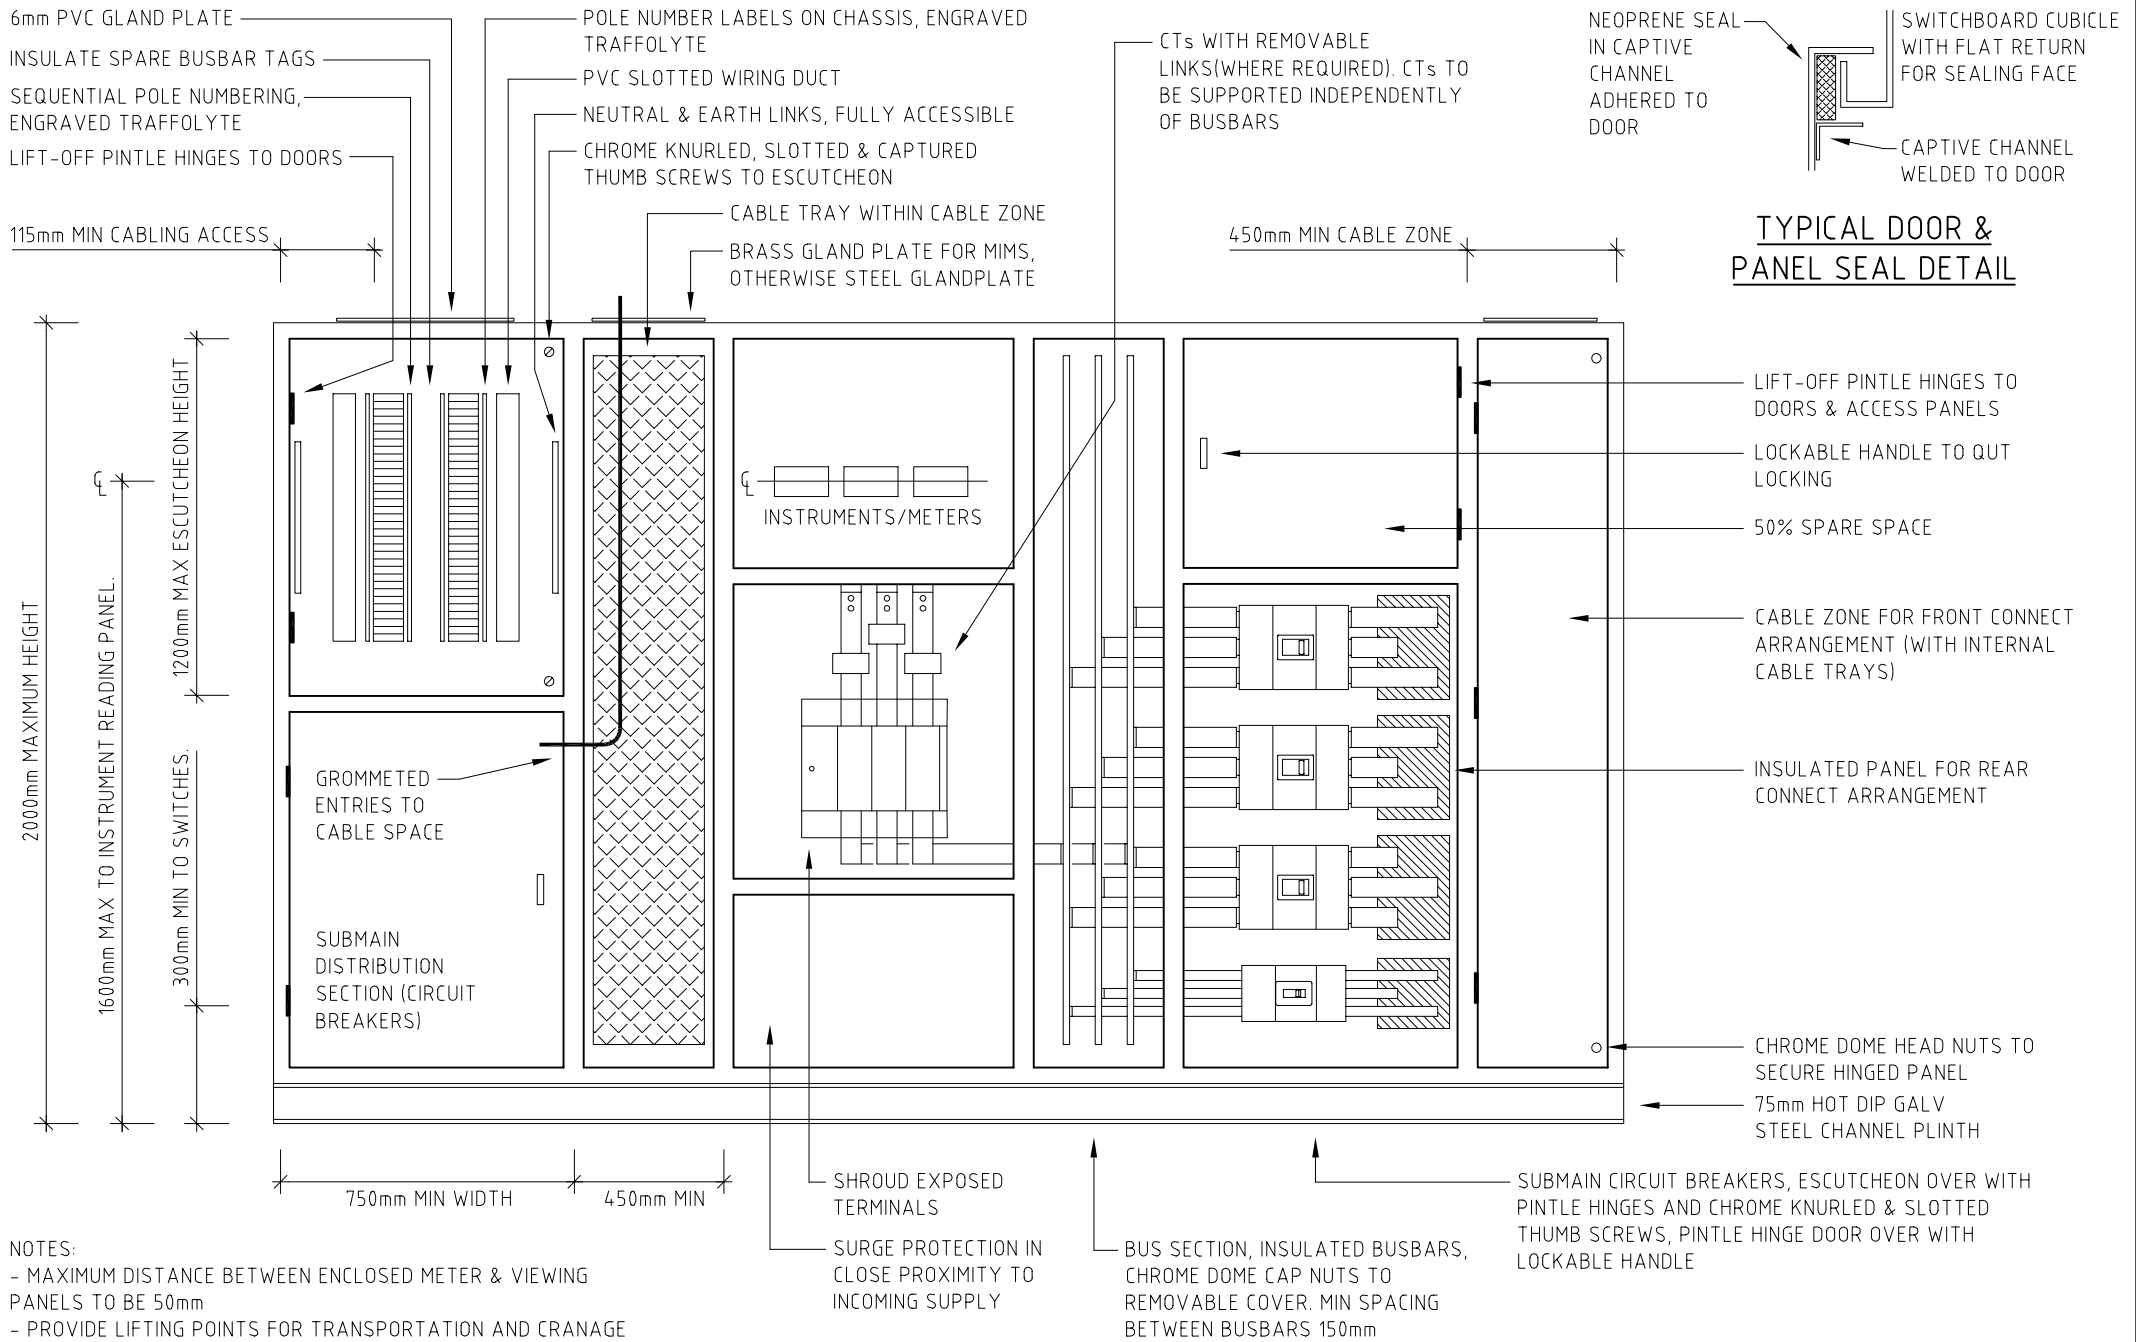 6mm PVC GLAND PLATE
INSULATE SPARE BUSBAR TAGS
SEQUENTIAL POLE NUMBERING,
ENGRAVED TRAFFOLYTE
LIFT-OFF PINTLE HINGES TO DOORS
115mm MIN CABLING ACCESS
POLE NUMBER LABELS ON CHASSIS, ENGRAVED
TRAFFOLYTE
PVC SLOTTED WIRING DUCT
NEUTRAL & EARTH LINKS, FULLY ACCESSIBLE
CHROME KNURLED, SLOTTED & CAPTURED
THUMB SCREWS TO ESCUTCHEON
CABLE TRAY WITHIN CABLE ZONE
BRASS GLAND PLATE FOR MIMS,
OTHERWISE STEEL GLANDPLATE
CTs WITH REMOVABLE
LINKS(WHERE REQUIRED). CTs TO
BE SUPPORTED INDEPENDENTLY
OF BUSBARS
450mm MIN CABLE ZONE
NEOPRENE SEAL
IN CAPTIVE
CHANNEL
ADHERED TO
DOOR
SWITCHBOARD CUBICLE
WITH FLAT RETURN
FOR SEALING FACE
CAPTIVE CHANNEL
WELDED TO DOOR
TYPICAL DOOR &
PANEL SEAL DETAIL
2000mm MAXIMUM HEIGHT
1600mm MAX TO INSTRUMENT READING PANEL.
1200mm MAX ESCUTCHEON HEIGHT
300mm MIN TO SWITCHES.
℄
℄
INSTRUMENTS/METERS
GROMMETED
ENTRIES TO
CABLE SPACE
SUBMAIN
DISTRIBUTION
SECTION (CIRCUIT
BREAKERS)
LIFT-OFF PINTLE HINGES TO
DOORS & ACCESS PANELS
LOCKABLE HANDLE TO QUT
LOCKING
50% SPARE SPACE
CABLE ZONE FOR FRONT CONNECT
ARRANGEMENT (WITH INTERNAL
CABLE TRAYS)
INSULATED PANEL FOR REAR
CONNECT ARRANGEMENT
CHROME DOME HEAD NUTS TO
SECURE HINGED PANEL
75mm HOT DIP GALV
STEEL CHANNEL PLINTH
750mm MIN WIDTH
450mm MIN
SHROUD EXPOSED
TERMINALS
SURGE PROTECTION IN
CLOSE PROXIMITY TO
INCOMING SUPPLY
BUS SECTION, INSULATED BUSBARS,
CHROME DOME CAP NUTS TO
REMOVABLE COVER. MIN SPACING
BETWEEN BUSBARS 150mm
SUBMAIN CIRCUIT BREAKERS, ESCUTCHEON OVER WITH
PINTLE HINGES AND CHROME KNURLED & SLOTTED
THUMB SCREWS, PINTLE HINGE DOOR OVER WITH
LOCKABLE HANDLE
NOTES:
- MAXIMUM DISTANCE BETWEEN ENCLOSED METER & VIEWING
PANELS TO BE 50mm
- PROVIDE LIFTING POINTS FOR TRANSPORTATION AND CRANAGE